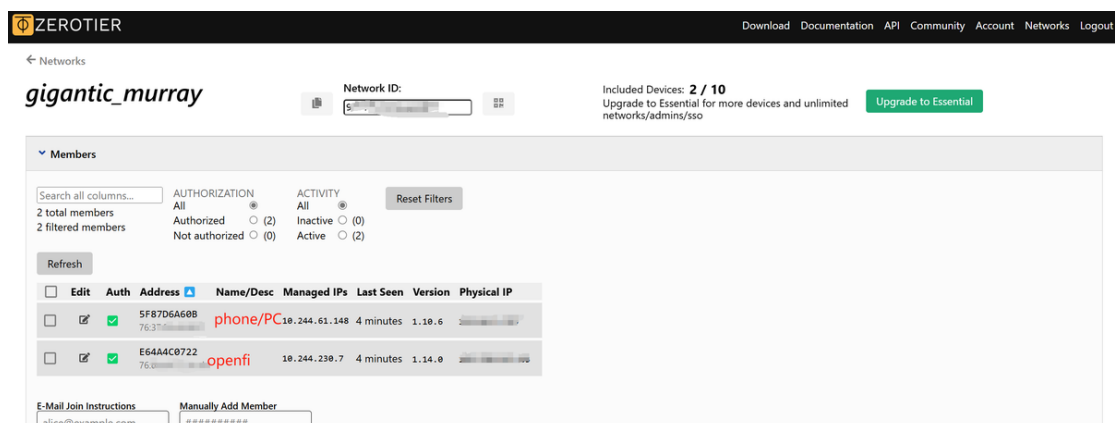 ZEROTIER
Download Documentation API Community Account Networks Logout
← Networks
gigantic_murray
Network ID:
Included Devices: 2 / 10
Upgrade to Essential for more devices and unlimited
networks/admins/sso
Upgrade to Essential
Members
Search all columns...
2 total members
2 filtered members
AUTHORIZATION
All
Authorized (2)
Not authorized (0)
ACTIVITY
All
Inactive (0)
Active (2)
Reset Filters
Refresh
Edit Auth Address Name/Desc Managed IPs Last Seen Version Physical IP
5F87D6A60B phone/PC 10.244.61.148 4 minutes 1.10.6
E64A4C0722 openfi 10.244.230.7 4 minutes 1.14.0
E-Mail Join Instructions
Manually Add Member
alice@example.com
##########